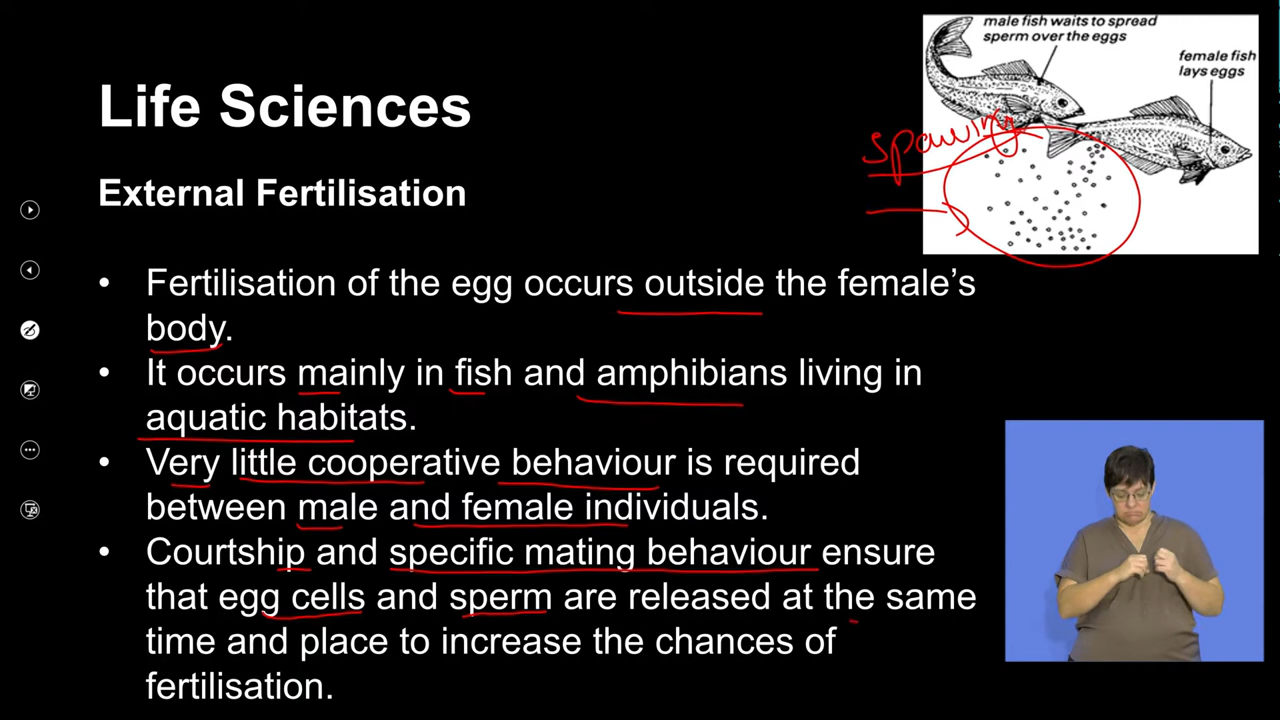 male fish waits to spread
sperm over the eggs
female fish
lays eggs
Life Sciences
spawing
External Fertilisation
• Fertilisation of the egg occurs outside the female’s
body.
• It occurs mainly in fish and amphibians living in
aquatic habitats.
• Very little cooperative behaviour is required
between male and female individuals.
• Courtship and specific mating behaviour ensure
that egg cells and sperm are released at the same
time and place to increase the chances of
fertilisation.